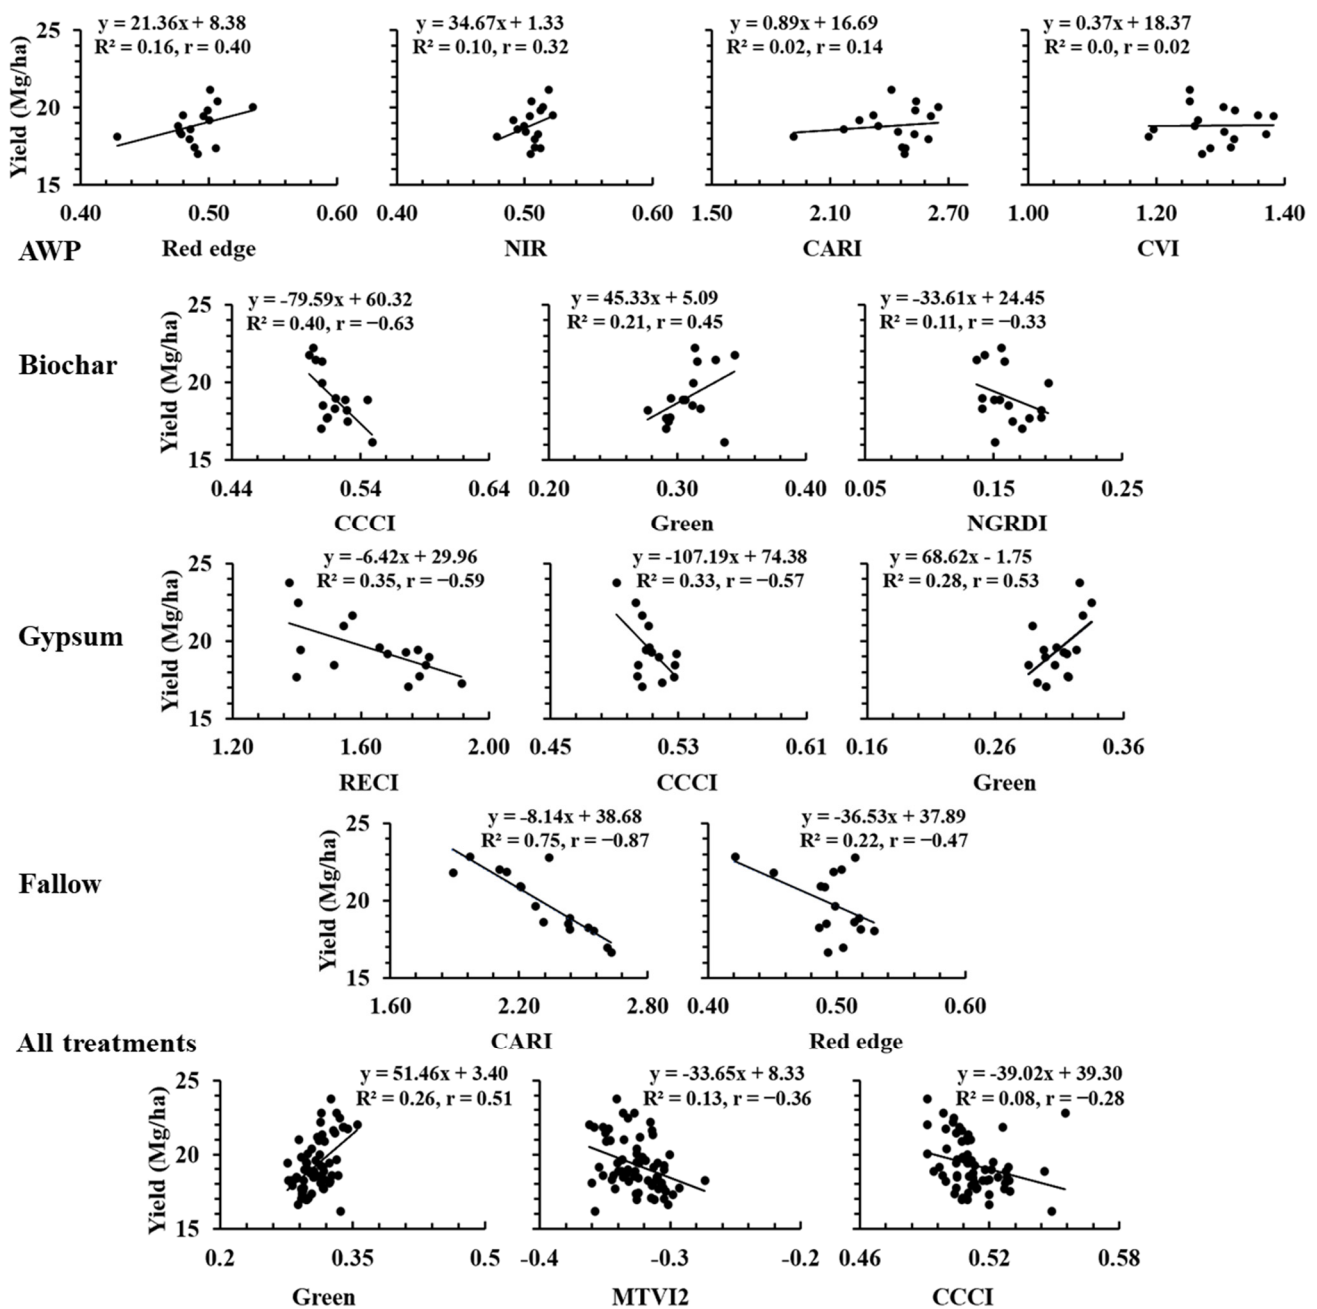 y = 21.36x + 8.38
R² = 0.16, r = 0.40
y = 34.67x + 1.33
R² = 0.10, r = 0.32
y = 0.89x + 16.69
R² = 0.02, r = 0.14
y = 0.37x + 18.37
R² = 0.0, r = 0.02
Yield (Mg/ha)
25
20
15
0.40 0.50 0.60
0.40 0.50 0.60
1.50 2.10 2.70
1.00 1.20 1.40
AWP
Red edge
NIR
CARI
CVI
Biochar
y = -79.59x + 60.32
R² = 0.40, r = −0.63
y = 45.33x + 5.09
R² = 0.21, r = 0.45
y = -33.61x + 24.45
R² = 0.11, r = −0.33
Yield (Mg/ha)
25
20
15
0.44 0.54 0.64
0.20 0.30 0.40
0.05 0.15 0.25
CCCI
Green
NGRDI
Gypsum
y = -6.42x + 29.96
R² = 0.35, r = −0.59
y = -107.19x + 74.38
R² = 0.33, r = −0.57
y = 68.62x - 1.75
R² = 0.28, r = 0.53
Yield (Mg/ha)
25
20
15
1.20 1.60 2.00
0.45 0.53 0.61
0.16 0.26 0.36
RECI
CCCI
Green
Fallow
y = -8.14x + 38.68
R² = 0.75, r = −0.87
y = -36.53x + 37.89
R² = 0.22, r = −0.47
Yield (Mg/ha)
25
20
15
1.60 2.20 2.80
0.40 0.50 0.60
CARI
Red edge
All treatments
y = 51.46x + 3.40
R² = 0.26, r = 0.51
y = -33.65x + 8.33
R² = 0.13, r = −0.36
y = -39.02x + 39.30
R² = 0.08, r = −0.28
Yield (Mg/ha)
25
20
15
0.2 0.35 0.5
-0.4 -0.3 -0.2
0.46 0.52 0.58
Green
MTVI2
CCCI